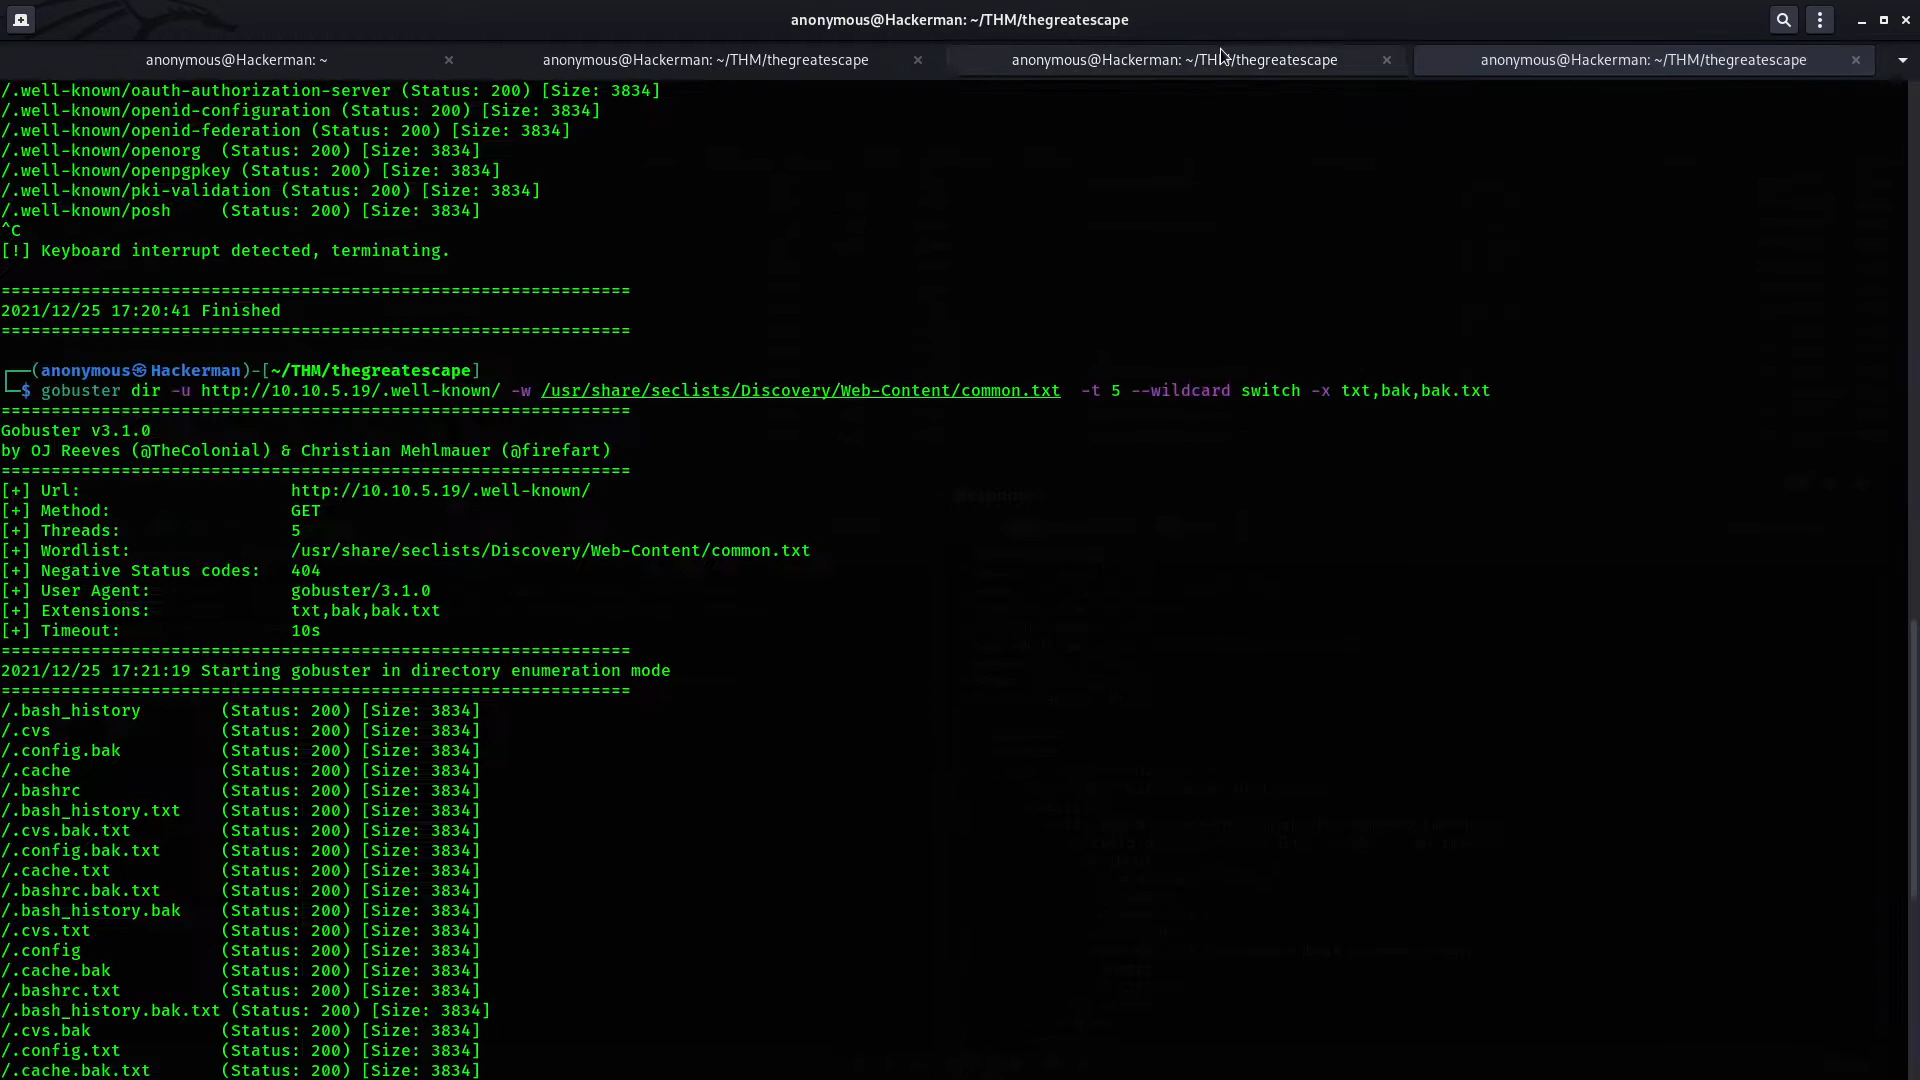 anonymous@Hackerman: ~/THM/thegreatescape
anonymous@Hackerman: ~
anonymous@Hackerman: ~/THM/thegreatescape
anonymous@Hackerman: ~/THM/thegreatescape
anonymous@Hackerman: ~/THM/thegreatescape
/.well-known/oauth-authorization-server (Status: 200) [Size: 3834]
/.well-known/openid-configuration (Status: 200) [Size: 3834]
/.well-known/openid-federation (Status: 200) [Size: 3834]
/.well-known/openorg  (Status: 200) [Size: 3834]
/.well-known/openpgpkey (Status: 200) [Size: 3834]
/.well-known/pki-validation (Status: 200) [Size: 3834]
/.well-known/posh     (Status: 200) [Size: 3834]
^C
[!] Keyboard interrupt detected, terminating.
===============================================================
2021/12/25 17:20:41 Finished
===============================================================
┌──(anonymous㉿Hackerman)-[~/THM/thegreatescape]
└─$ gobuster dir -u http://10.10.5.19/.well-known/ -w /usr/share/seclists/Discovery/Web-Content/common.txt  -t 5 --wildcard switch -x txt,bak,bak.txt
===============================================================
Gobuster v3.1.0
by OJ Reeves (@TheColonial) & Christian Mehlmauer (@firefart)
===============================================================
[+] Url:                     http://10.10.5.19/.well-known/
[+] Method:                  GET
[+] Threads:                 5
[+] Wordlist:                /usr/share/seclists/Discovery/Web-Content/common.txt
[+] Negative Status codes:   404
[+] User Agent:              gobuster/3.1.0
[+] Extensions:              txt,bak,bak.txt
[+] Timeout:                 10s
===============================================================
2021/12/25 17:21:19 Starting gobuster in directory enumeration mode
===============================================================
/.bash_history        (Status: 200) [Size: 3834]
/.cvs                 (Status: 200) [Size: 3834]
/.config.bak          (Status: 200) [Size: 3834]
/.cache               (Status: 200) [Size: 3834]
/.bashrc              (Status: 200) [Size: 3834]
/.bash_history.txt    (Status: 200) [Size: 3834]
/.cvs.bak.txt         (Status: 200) [Size: 3834]
/.config.bak.txt      (Status: 200) [Size: 3834]
/.cache.txt           (Status: 200) [Size: 3834]
/.bashrc.bak.txt      (Status: 200) [Size: 3834]
/.bash_history.bak    (Status: 200) [Size: 3834]
/.cvs.txt             (Status: 200) [Size: 3834]
/.config              (Status: 200) [Size: 3834]
/.cache.bak           (Status: 200) [Size: 3834]
/.bashrc.txt          (Status: 200) [Size: 3834]
/.bash_history.bak.txt (Status: 200) [Size: 3834]
/.cvs.bak             (Status: 200) [Size: 3834]
/.config.txt          (Status: 200) [Size: 3834]
/.cache.bak.txt       (Status: 200) [Size: 3834]